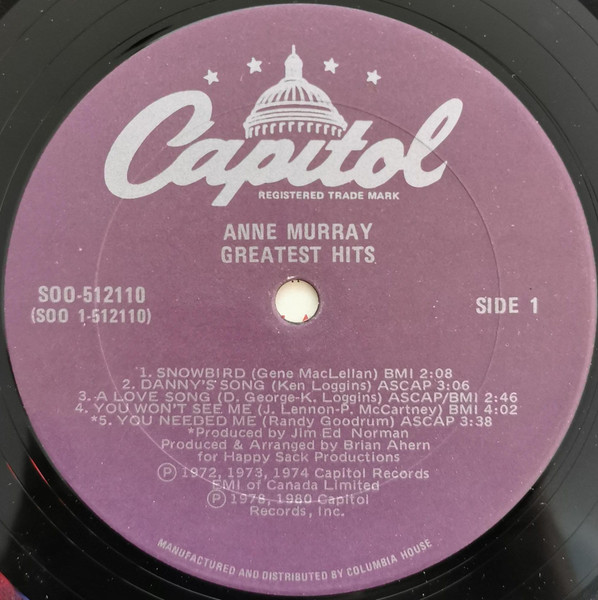 Capitol
REGISTERED TRADE MARK
ANNE MURRAY
GREATEST HITS
SOO-512110
(SOO 1-512110)
SIDE 1
1. SNOWBIRD (Gene MacLellan) BMI 2:08
2. DANNY'S SONG (Ken Loggins) ASCAP 3:06
3. A LOVE SONG (D. George-K. Loggins) ASCAP/BMI 2:46
4. YOU WON'T SEE ME (J. Lennon-P. McCartney) BMI 4:02
*5. YOU NEEDED ME (Randy Goodrum) ASCAP 3:38
*Produced by Jim Ed Norman
Produced & Arranged by Brian Ahern
for Happy Sack Productions
Ⓟ 1972, 1973, 1974 Capitol Records
EMI of Canada Limited
Ⓟ 1978, 1980 Capitol
Records, Inc.
MANUFACTURED AND DISTRIBUTED BY COLUMBIA HOUSE